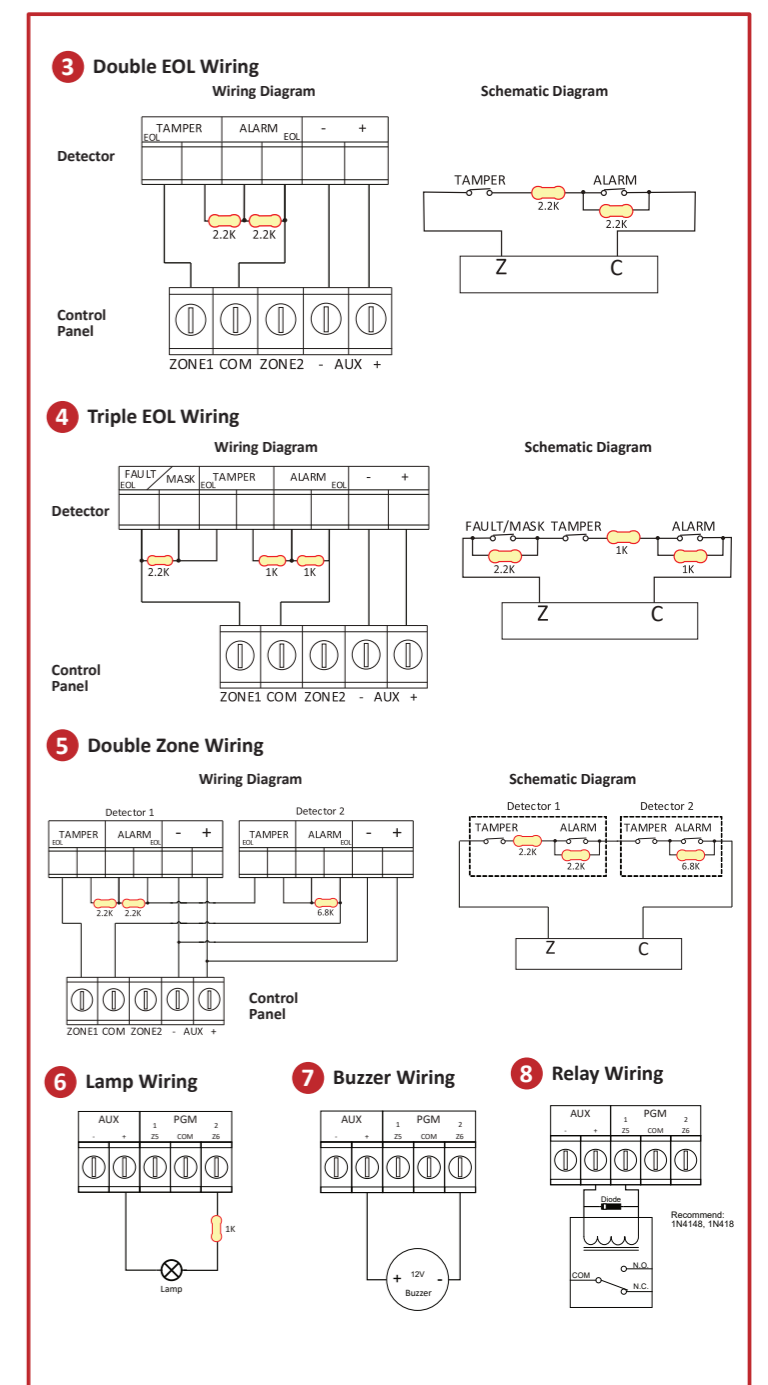 3 Double EOL Wiring
Wiring Diagram
Schematic Diagram
Detector
TAMPER ALARM - +
EOL EOL
2.2K 2.2K
Control
Panel
ZONE1 COM ZONE2 - AUX +
TAMPER ALARM
2.2K
2.2K
Z C
4 Triple EOL Wiring
Wiring Diagram
Schematic Diagram
Detector
FAULT/MASK TAMPER ALARM - +
EOL EOL EOL
2.2K 1K 1K
Control
Panel
ZONE1 COM ZONE2 - AUX +
FAULT/MASK TAMPER ALARM
1K
2.2K 1K
Z C
5 Double Zone Wiring
Wiring Diagram
Schematic Diagram
Detector 1 Detector 2
TAMPER ALARM - + TAMPER ALARM - +
EOL EOL EOL EOL
2.2K 2.2K 6.8K
Control
Panel
ZONE1 COM ZONE2 - AUX +
Detector 1 Detector 2
TAMPER ALARM TAMPER ALARM
2.2K
2.2K 6.8K
Z C
6 Lamp Wiring
AUX PGM
1 2
- + Z5 COM Z6
1K
Lamp
7 Buzzer Wiring
AUX PGM
1 2
- + Z5 COM Z6
+ 12V -
Buzzer
8 Relay Wiring
AUX PGM
1 2
- + Z5 COM Z6
Diode
Recommend:
1N4148, 1N418
N.O.
COM
N.C.